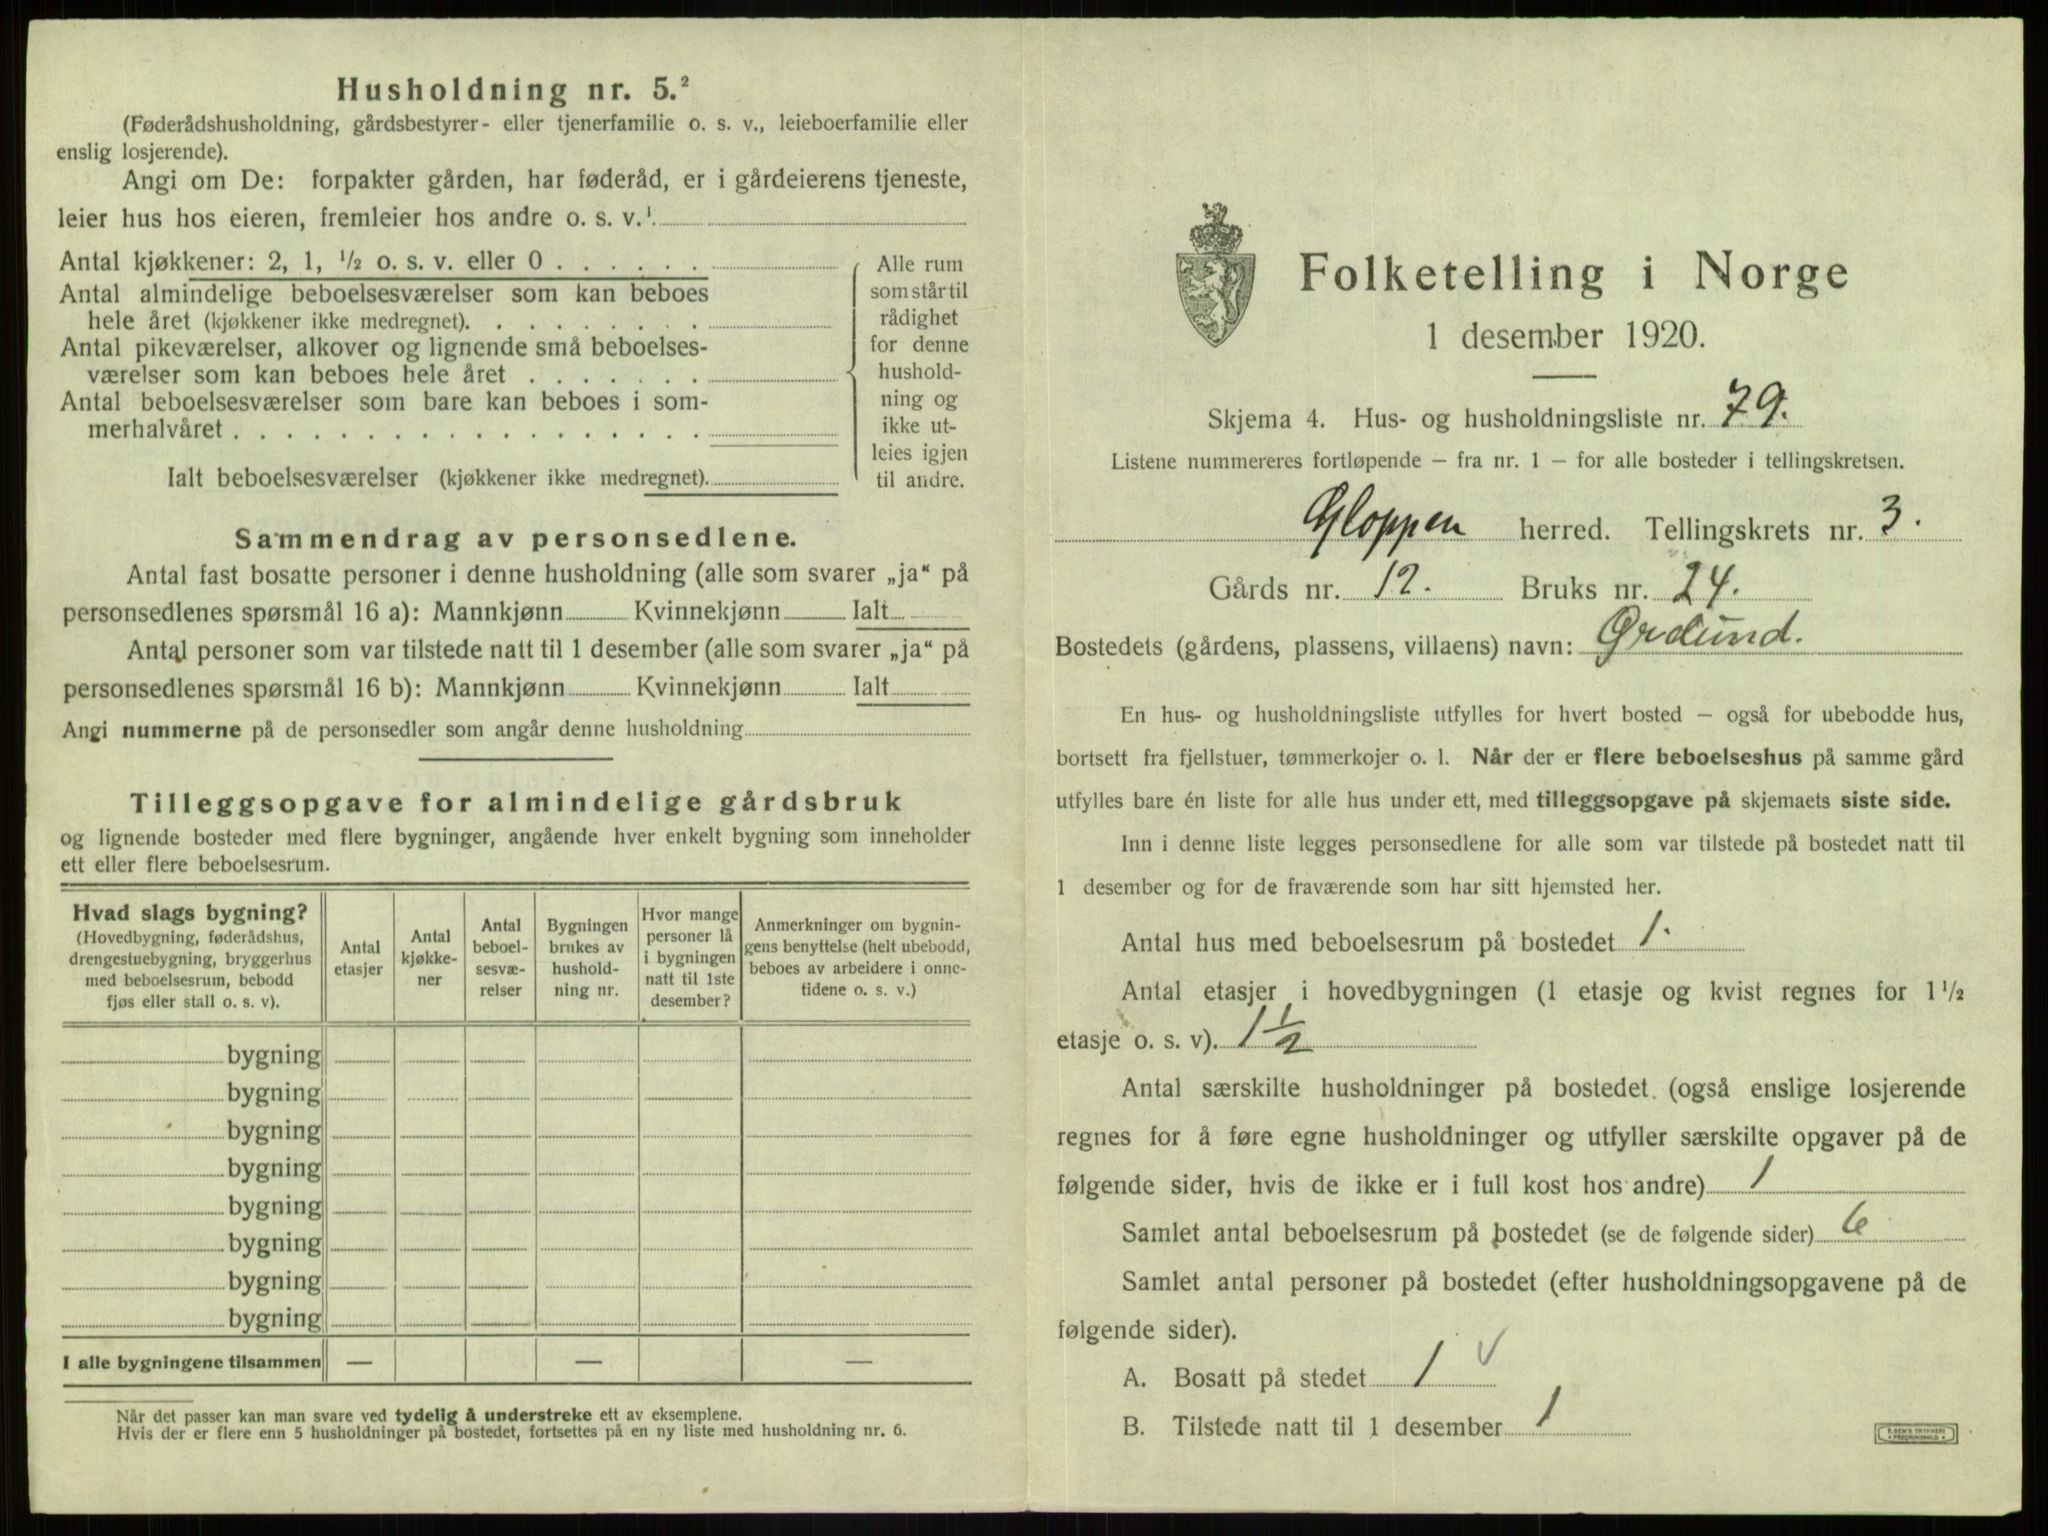 Husholdning nr. 5.²
(Føderådshusholdning, gårdsbestyrer- eller tjenerfamilie o. s. v., leieboerfamilie eller
enslig losjerende).
Angi om De: forpakter gården, har føderåd, er i gårdeierens tjeneste,
leier hus hos eieren, fremleier hos andre o. s. v.¹
Antal kjøkkener: 2, 1, ½ o. s. v. eller 0 . . . . . .
Antal almindelige beboelsesværelser som kan beboes
hele året (kjøkkener ikke medregnet). . . . . . . . .
Antal pikeværelser, alkover og lignende små beboelses-
værelser som kan beboes hele året . . . . . . .
Antal beboelsesværelser som bare kan beboes i som-
merhalvåret . . . . . . . . . . . . . . . . . .
Ialt beboelsesværelser (kjøkkener ikke medregnet).
Alle rum
som står til
rådighet
for denne
hushold-
ning og
ikke ut-
leies igjen
til andre.
Sammendrag av personsedlene.
Antal fast bosatte personer i denne husholdning (alle som svarer „ja“ på
personsedlenes spørsmål 16 a): Mannkjønn Kvinnekjønn Ialt
Antal personer som var tilstede natt til 1 desember (alle som svarer „ja“ på
personsedlenes spørsmål 16 b): Mannkjønn Kvinnekjønn Ialt
Angi nummerne på de personsedler som angår denne husholdning
Tilleggsopgave for almindelige gårdsbruk
og lignende bosteder med flere bygninger, angående hver enkelt bygning som inneholder
ett eller flere beboelsesrum.
Hvad slags bygning?
(Hovedbygning, føderådshus,
drengestuebygning, bryggerhus
med beboelsesrum, bebodd
fjøs eller stall o. s. v).
Antal
etasjer
Antal
kjøkke-
ner
Antal
beboel-
sesvæ-
relser
Bygningen
brukes av
hushold-
ning nr.
Hvor mange
personer lå
i bygningen
natt til 1ste
desember?
Anmerkninger om bygnin-
gens benyttelse (helt ubebodd,
beboes av arbeidere i onne-
tidene o. s. v.)
bygning
bygning
bygning
bygning
bygning
bygning
bygning
bygning
I alle bygningene tilsammen — — —
Når det passer kan man svare ved tydelig å understreke ett av eksemplene.
Hvis der er flere enn 5 husholdninger på bostedet, fortsettes på en ny liste med husholdning nr. 6.
Folketelling i Norge
1 desember 1920.
Skjema 4. Hus- og husholdningsliste nr. 79.
Listene nummereres fortløpende – fra nr. 1 – for alle bosteder i tellingskretsen.
Gloppen herred. Tellingskrets nr. 3.
Gårds nr. 12. Bruks nr. 24.
Bostedets (gårdens, plassens, villaens) navn: Ordund.
En hus- og husholdningsliste utfylles for hvert bosted – også for ubebodde hus,
bortsett fra fjellstuer, tømmerkojer o. l. Når der er flere beboelseshus på samme gård
utfylles bare én liste for alle hus under ett, med tilleggsopgave på skjemaets siste side.
Inn i denne liste legges personsedlene for alle som var tilstede på bostedet natt til
1 desember og for de fraværende som har sitt hjemsted her.
Antal hus med beboelsesrum på bostedet 1.
Antal etasjer i hovedbygningen (1 etasje og kvist regnes for 1½
etasje o. s. v). 1½
Antal særskilte husholdninger på bostedet (også enslige losjerende
regnes for å føre egne husholdninger og utfyller særskilte opgaver på de
følgende sider, hvis de ikke er i full kost hos andre) 1
Samlet antal beboelsesrum på bostedet (se de følgende sider) 6
Samlet antal personer på bostedet (efter husholdningsopgavene på de
følgende sider).
A. Bosatt på stedet 1 v
B. Tilstede natt til 1 desember 1